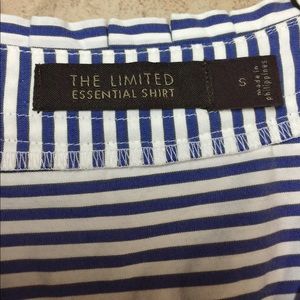 THE LIMITED
ESSENTIAL SHIRT
S
made in
philippines